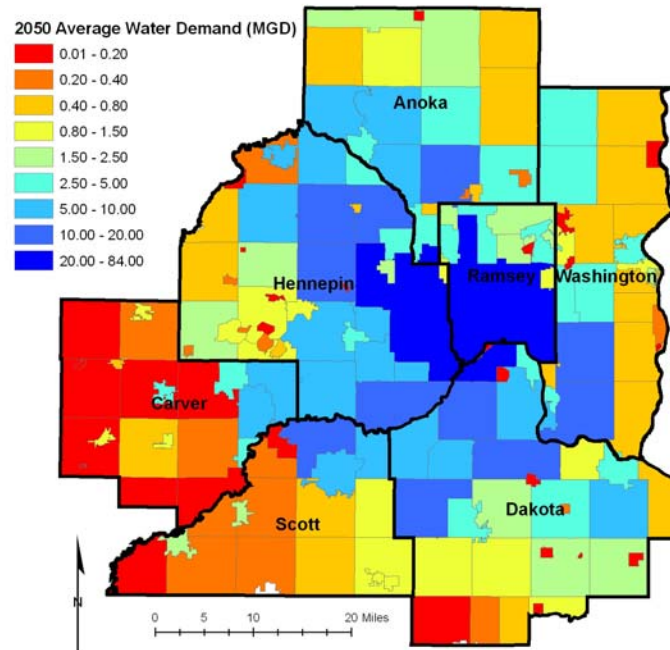 2050 Average Water Demand (MGD)
0.01 - 0.20
0.20 - 0.40
0.40 - 0.80
0.80 - 1.50
1.50 - 2.50
2.50 - 5.00
5.00 - 10.00
10.00 - 20.00
20.00 - 84.00
Anoka
Hennepin
Ramsey
Washington
Carver
Scott
Dakota
N
0 5 10 20 Miles